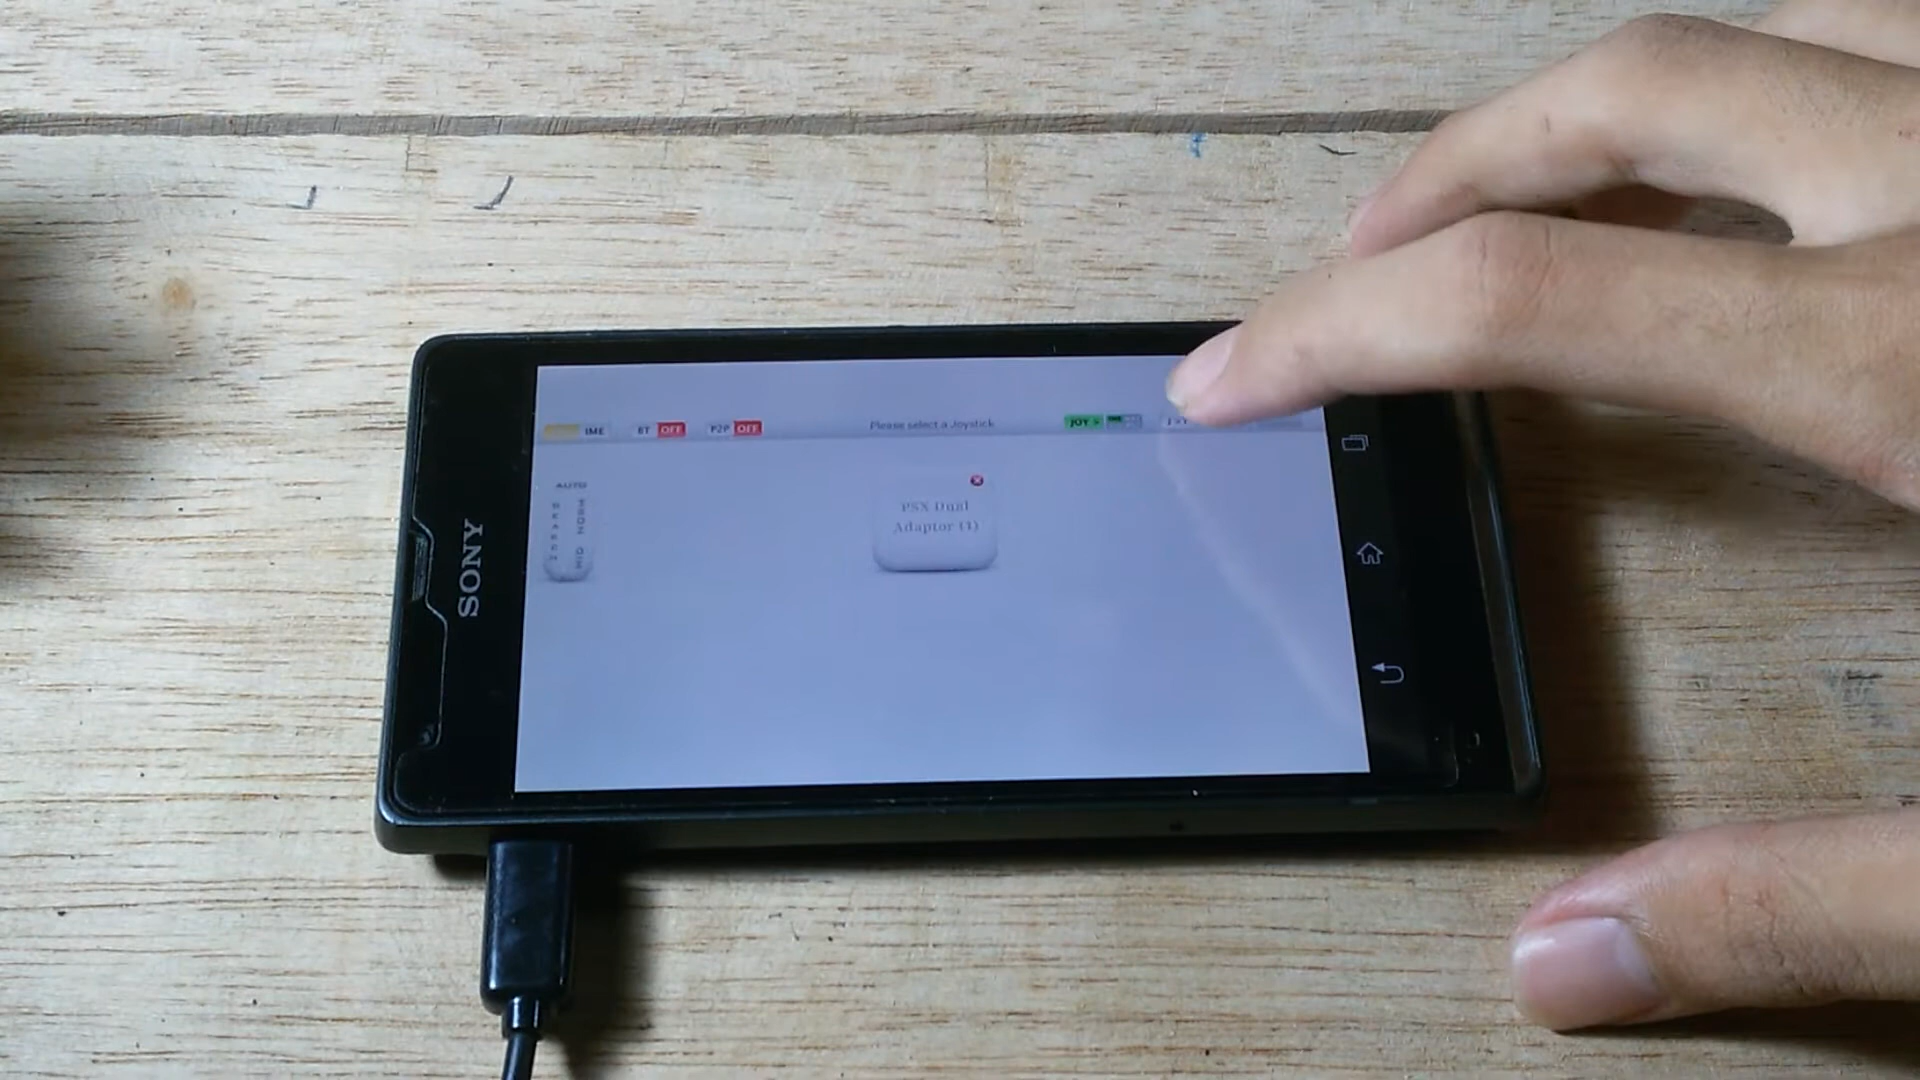 SONY
IME
BT OFF
P2P OFF
Please select a Joystick
JOY >
AUTO
PSX Dual
Adaptor (1)